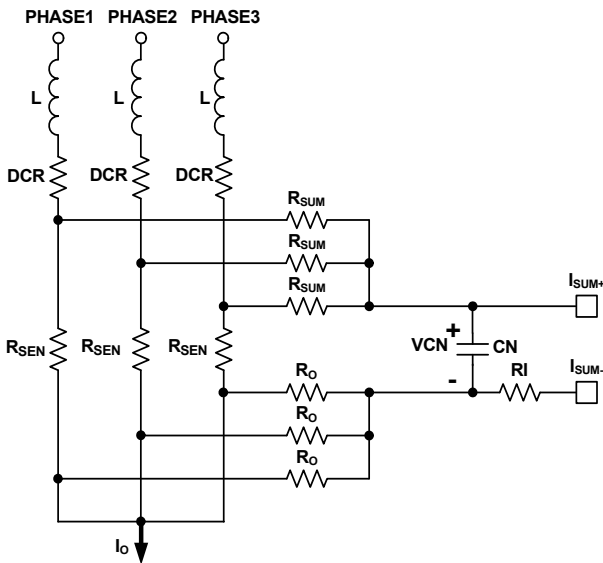 PHASE1 PHASE2 PHASE3
L L L
DCR DCR DCR
RSUM
RSUM
RSUM
ISUM+
RSEN RSEN RSEN
+
VCN CN
-
RI
ISUM-
RO
RO
RO
IO